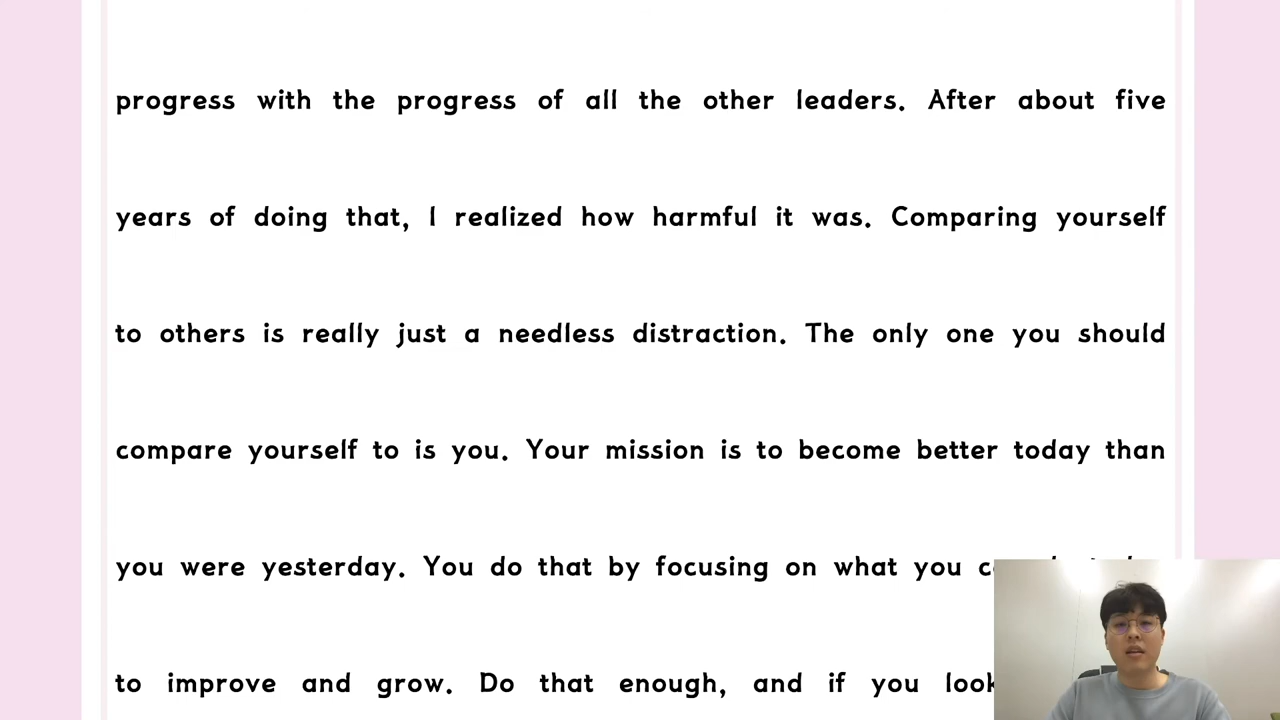 progress with the progress of all the other leaders. After about five
years of doing that, I realized how harmful it was. Comparing yourself
to others is really just a needless distraction. The only one you should
compare yourself to is you. Your mission is to become better today than
you were yesterday. You do that by focusing on what you
to improve and grow. Do that enough, and if you look